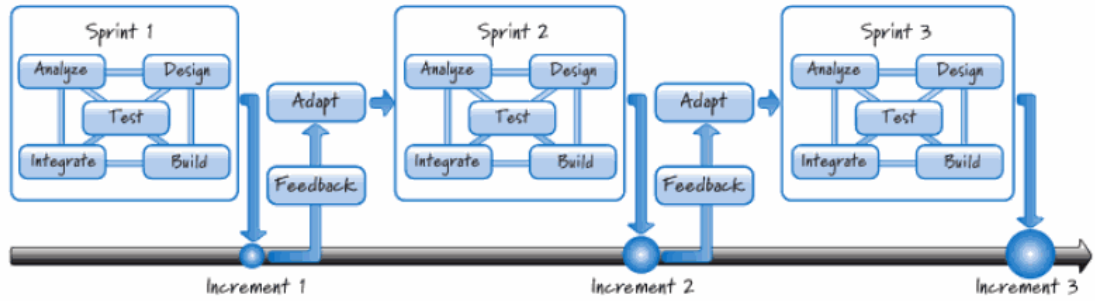 Sprint 1
Analyze
Design
Test
Integrate
Build
Adapt
Feedback
Increment 1
Sprint 2
Analyze
Design
Test
Integrate
Build
Adapt
Feedback
Increment 2
Sprint 3
Analyze
Design
Test
Integrate
Build
Increment 3